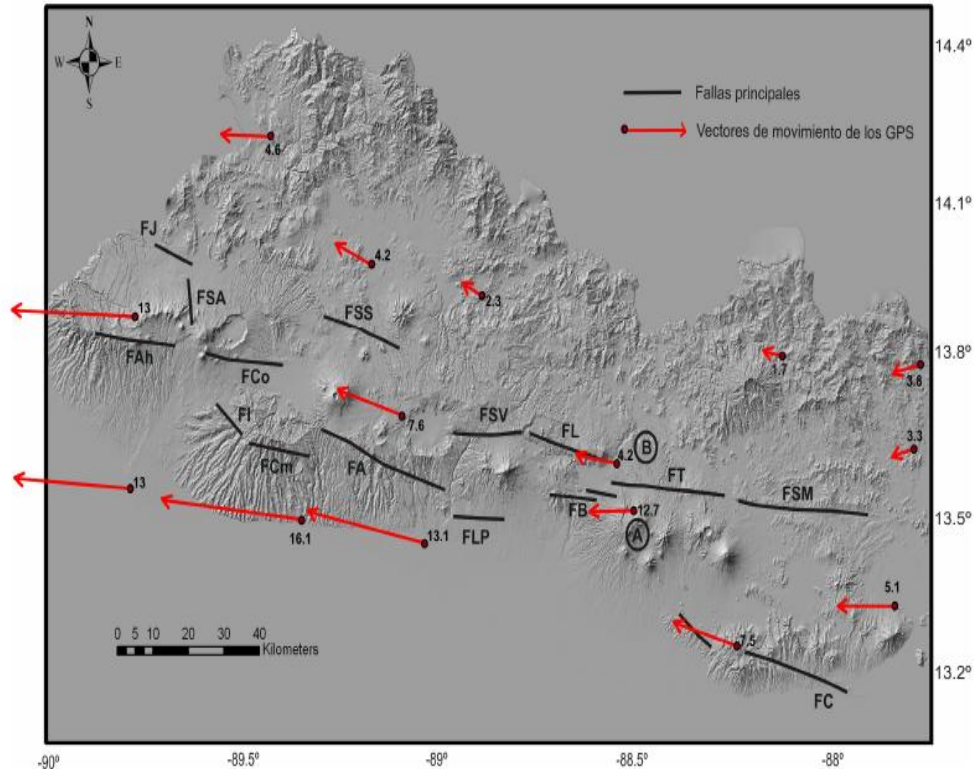 N
W E
S
14.4º
Fallas principales
Vectores de movimiento de los GPS
4.6
14.1º
FJ
4.2
FSA
2.3
13
FSS
13.8º
FAh
FCo
1.7
3.8
FI
7.6
FSV
FL
B
3.3
FCm
FA
4.2
FT
13
FB
12.7
FSM
13.5º
16.1
13.1
FLP
A
5.1
0 5 10 20 30 40
Kilometers
7.5
13.2º
FC
-90º -89.5º -89º -88.5º -88º